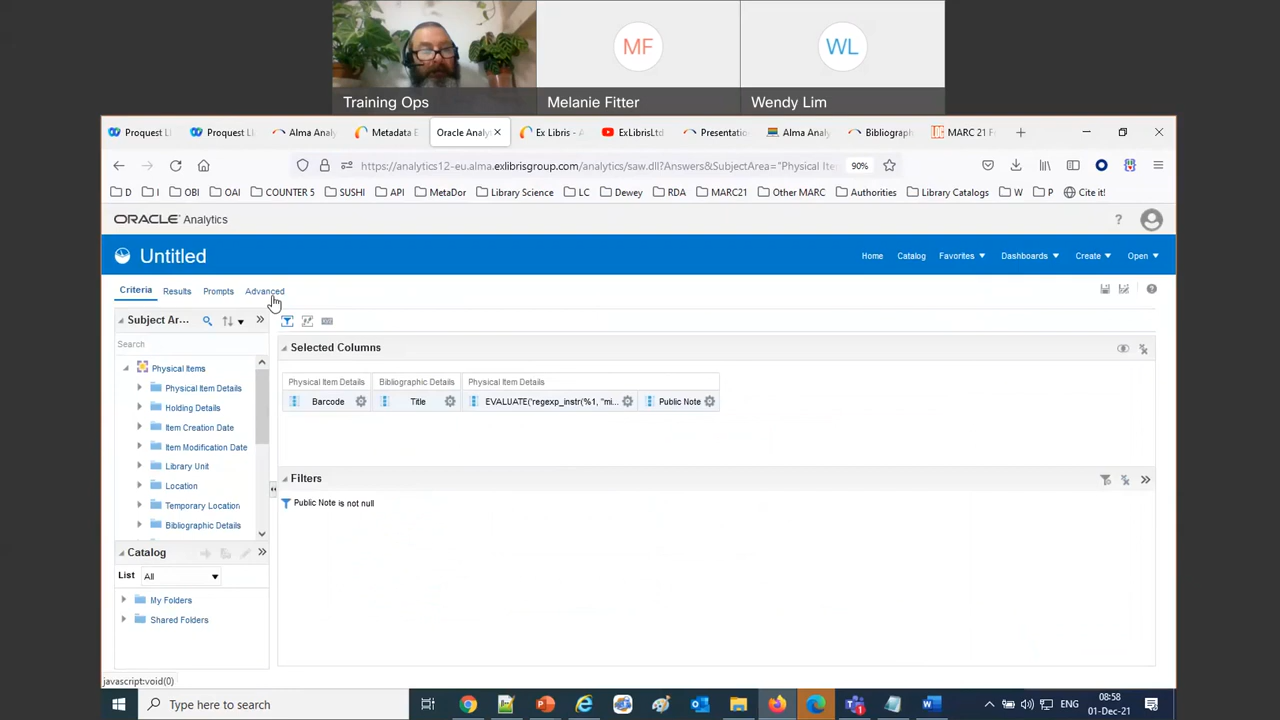 MF
WL
Training Ops
Melanie Fitter
Wendy Lim
Proquest Li
Proquest Li
Alma Analy
Metadata E
Oracle Analy
Ex Libris - A
ExLibrisLtd
Presentatio
Alma Analy
Bibliograph
MARC 21 F
https://analytics12-eu.alma.exlibrisgroup.com/analytics/saw.dll?Answers&SubjectArea="Physical Ite
90%
D
I
OBI
OAI
COUNTER 5
SUSHI
API
MetaDor
Library Science
LC
Dewey
RDA
MARC21
Other MARC
Authorities
Library Catalogs
W
P
Cite it!
ORACLE Analytics
Untitled
Home
Catalog
Favorites
Dashboards
Create
Open
Criteria
Results
Prompts
Advanced
Subject Ar...
Search
Physical Items
Physical Item Details
Holding Details
Item Creation Date
Item Modification Date
Library Unit
Location
Temporary Location
Bibliographic Details
Catalog
List All
My Folders
Shared Folders
Selected Columns
Physical Item Details
Bibliographic Details
Physical Item Details
Barcode
Title
EVALUATE('regexp_instr(%1, "mi...
Public Note
Filters
Public Note is not null
javascript:void(0)
Type here to search
ENG
08:58
01-Dec-21